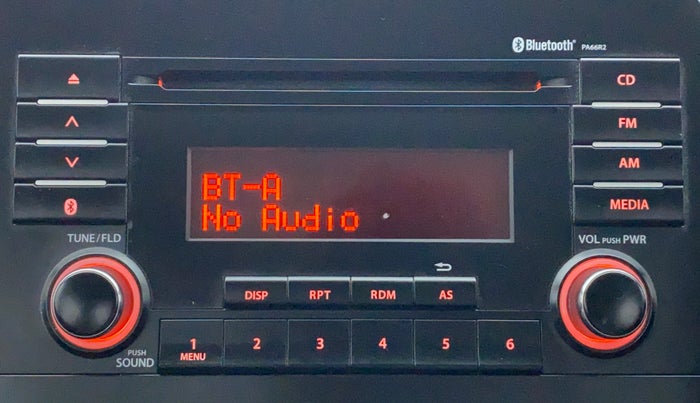 Bluetooth® PA66R2
CD
FM
AM
MEDIA
BT-A
No Audio
TUNE/FLD
VOL PUSH PWR
DISP RPT RDM AS
PUSH
SOUND
1 2 3 4 5 6
MENU